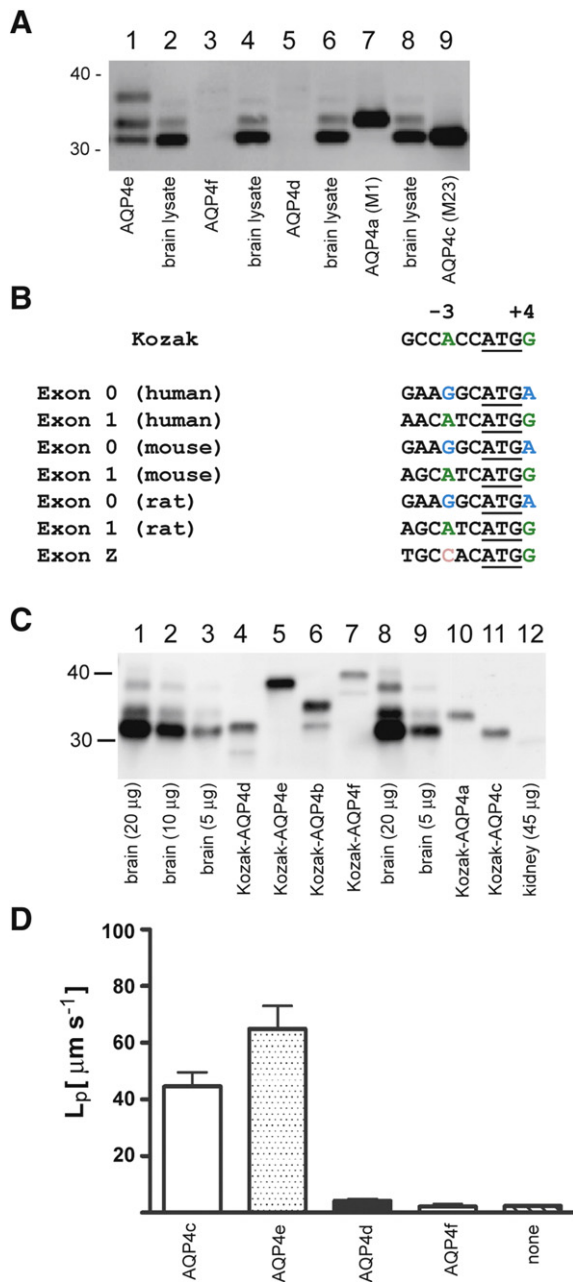 A
1 2 3 4 5 6 7 8 9
40 -
30 -
AQP4e
brain lysate
AQP4f
brain lysate
AQP4d
brain lysate
AQP4a (M1)
brain lysate
AQP4c (M23)
B
−3 +4
Kozak GCCACCATGG
Exon 0 (human) GAAGGCATGA
Exon 1 (human) AACATCATGG
Exon 0 (mouse) GAAGGCATGA
Exon 1 (mouse) AGCATCATGG
Exon 0 (rat) GAAGGCATGA
Exon 1 (rat) AGCATCATGG
Exon Z TGCCACATGG
C
1 2 3 4 5 6 7 8 9 10 11 12
40 —
30 —
brain (20 µg)
brain (10 µg)
brain (5 µg)
Kozak-AQP4d
Kozak-AQP4e
Kozak-AQP4b
Kozak-AQP4f
brain (20 µg)
brain (5 µg)
Kozak-AQP4a
Kozak-AQP4c
kidney (45 µg)
D
Lp[ µm s⁻¹]
100
80
60
40
20
AQP4c
AQP4e
AQP4d
AQP4f
none